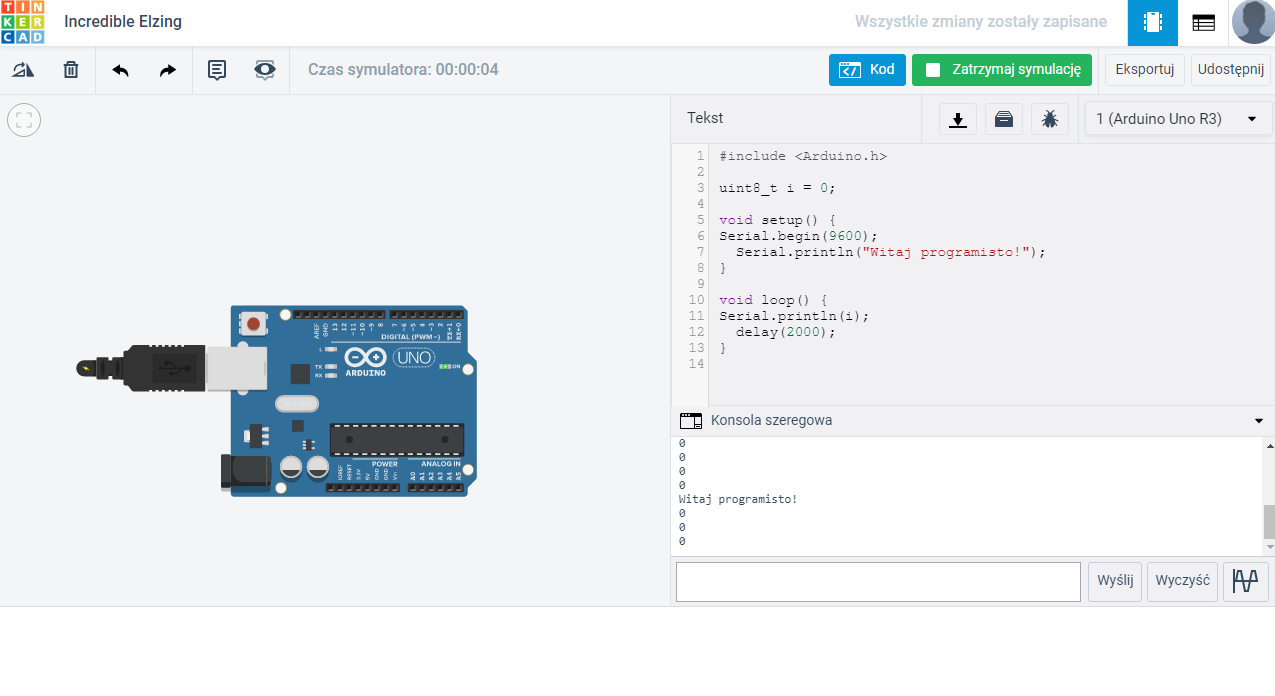 TIN
KER
CAD
Incredible Elzing
Wszystkie zmiany zostały zapisane
Czas symulatora: 00:00:04
Kod
Zatrzymaj symulację
Eksportuj
Udostępnij
Tekst
1 (Arduino Uno R3)
1 #include <Arduino.h>
2
3 uint8_t i = 0;
4
5 void setup() {
6 Serial.begin(9600);
7 Serial.println("Witaj programisto!");
8 }
9
10 void loop() {
11 Serial.println(i);
12 delay(2000);
13 }
14
AREF GND 13 12 ~11 ~10 ~9 8 7 ~6 ~5 4 ~3 2 TX→1 RX←0
DIGITAL (PWM~)
L
TX
RX
UNO
ON
ARDUINO
POWER
ANALOG IN
IOREF RESET 3.3V 5V GND GND Vin A0 A1 A2 A3 A4 A5
Konsola szeregowa
0
0
0
0
Witaj programisto!
0
0
0
Wyślij
Wyczyść